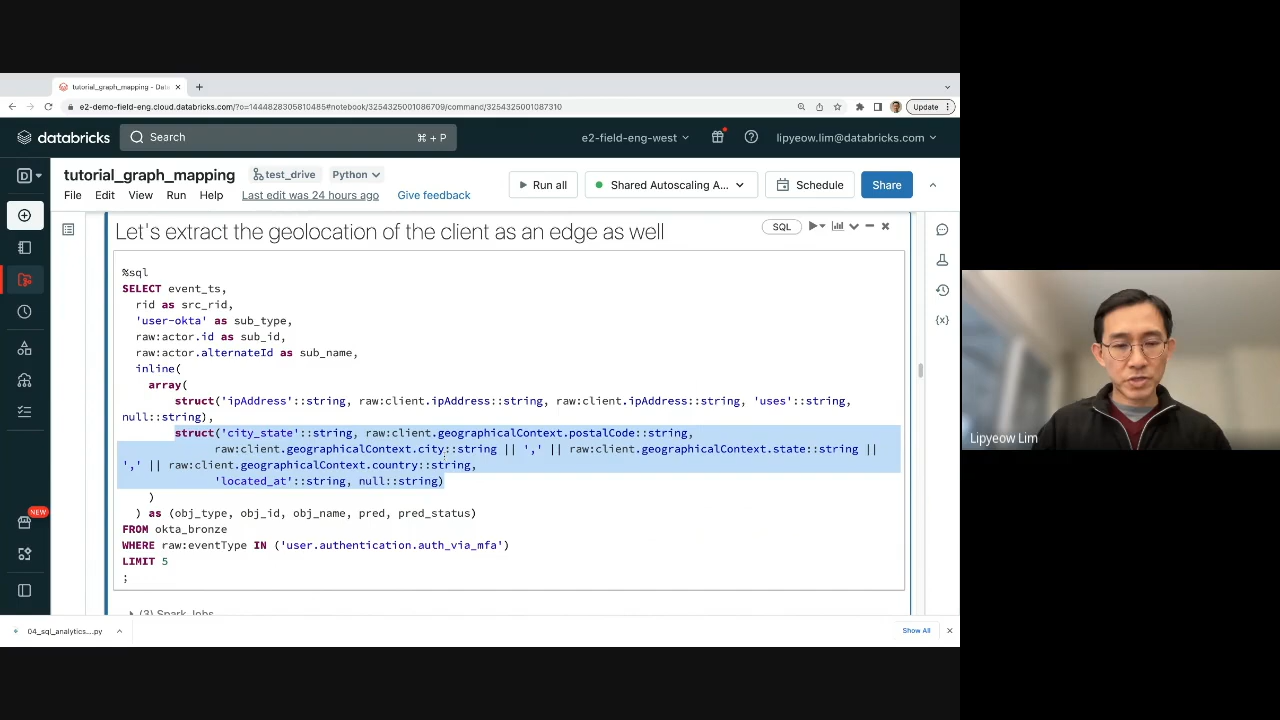 tutorial_graph_mapping - Data
e2-demo-field-eng.cloud.databricks.com/?o=1444828305810485#notebook/3254325001086709/command/3254325001087310
Update
databricks
Search
⌘ + P
e2-field-eng-west
lipyeow.lim@databricks.com
D
tutorial_graph_mapping
test_drive
Python
File Edit View Run Help Last edit was 24 hours ago Give feedback
Run all
Shared Autoscaling A...
Schedule
Share
Let's extract the geolocation of the client as an edge as well
SQL
%sql
SELECT event_ts,
rid as src_rid,
'user-okta' as sub_type,
raw:actor.id as sub_id,
raw:actor.alternateId as sub_name,
inline(
array(
struct('ipAddress'::string, raw:client.ipAddress::string, raw:client.ipAddress::string, 'uses'::string,
null::string),
struct('city_state'::string, raw:client.geographicalContext.postalCode::string,
raw:client.geographicalContext.city::string || ',' || raw:client.geographicalContext.state::string ||
',' || raw:client.geographicalContext.country::string,
'located_at'::string, null::string)
)
) as (obj_type, obj_id, obj_name, pred, pred_status)
FROM okta_bronze
WHERE raw:eventType IN ('user.authentication.auth_via_mfa')
LIMIT 5
;
(3) Spark Jobs
NEW
04_sql_analytics....py
Show All
Lipyeow Lim